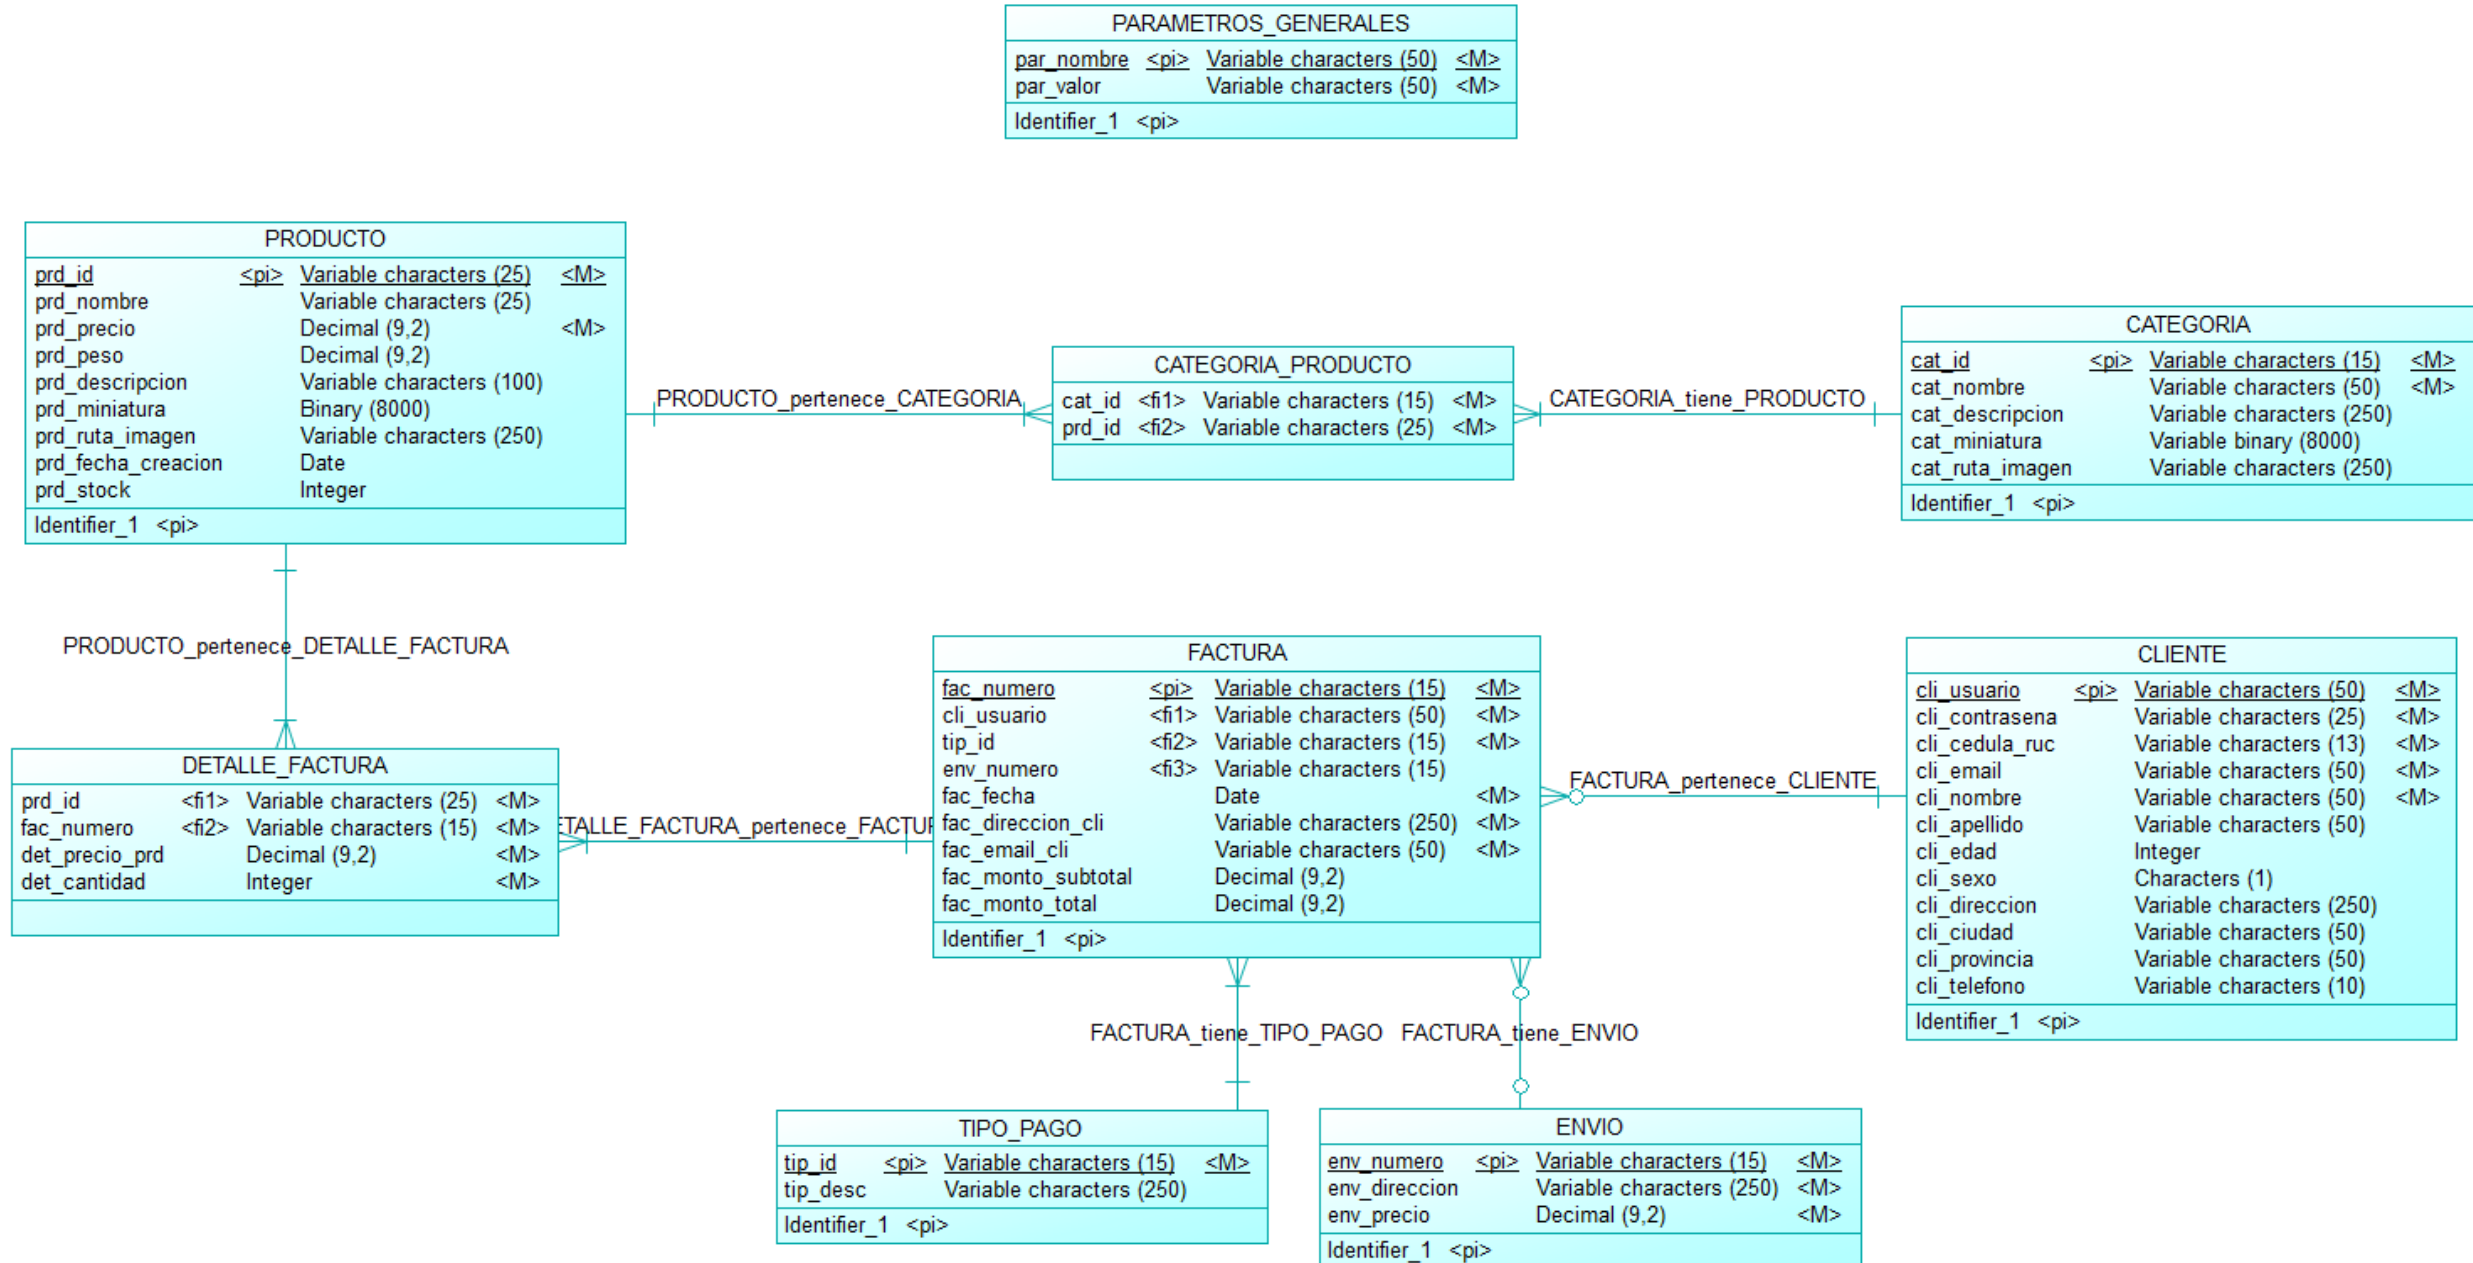 PARAMETROS_GENERALES
par_nombre <pi> Variable characters (50) <M>
par_valor Variable characters (50) <M>
Identifier_1 <pi>
PRODUCTO
prd_id <pi> Variable characters (25) <M>
prd_nombre Variable characters (25)
prd_precio Decimal (9,2) <M>
prd_peso Decimal (9,2)
prd_descripcion Variable characters (100)
prd_miniatura Binary (8000)
prd_ruta_imagen Variable characters (250)
prd_fecha_creacion Date
prd_stock Integer
Identifier_1 <pi>
PRODUCTO_pertenece_CATEGORIA
CATEGORIA_PRODUCTO
cat_id <fi1> Variable characters (15) <M>
prd_id <fi2> Variable characters (25) <M>
CATEGORIA_tiene_PRODUCTO
CATEGORIA
cat_id <pi> Variable characters (15) <M>
cat_nombre Variable characters (50) <M>
cat_descripcion Variable characters (250)
cat_miniatura Variable binary (8000)
cat_ruta_imagen Variable characters (250)
Identifier_1 <pi>
PRODUCTO_pertenece_DETALLE_FACTURA
DETALLE_FACTURA
prd_id <fi1> Variable characters (25) <M>
fac_numero <fi2> Variable characters (15) <M>
det_precio_prd Decimal (9,2) <M>
det_cantidad Integer <M>
ETALLE_FACTURA_pertenece_FACTUR
FACTURA
fac_numero <pi> Variable characters (15) <M>
cli_usuario <fi1> Variable characters (50) <M>
tip_id <fi2> Variable characters (15) <M>
env_numero <fi3> Variable characters (15)
fac_fecha Date <M>
fac_direccion_cli Variable characters (250) <M>
fac_email_cli Variable characters (50) <M>
fac_monto_subtotal Decimal (9,2)
fac_monto_total Decimal (9,2)
Identifier_1 <pi>
FACTURA_pertenece_CLIENTE
CLIENTE
cli_usuario <pi> Variable characters (50) <M>
cli_contrasena Variable characters (25) <M>
cli_cedula_ruc Variable characters (13) <M>
cli_email Variable characters (50) <M>
cli_nombre Variable characters (50) <M>
cli_apellido Variable characters (50)
cli_edad Integer
cli_sexo Characters (1)
cli_direccion Variable characters (250)
cli_ciudad Variable characters (50)
cli_provincia Variable characters (50)
cli_telefono Variable characters (10)
Identifier_1 <pi>
FACTURA_tiene_TIPO_PAGO
FACTURA_tiene_ENVIO
TIPO_PAGO
tip_id <pi> Variable characters (15) <M>
tip_desc Variable characters (250)
Identifier_1 <pi>
ENVIO
env_numero <pi> Variable characters (15) <M>
env_direccion Variable characters (250) <M>
env_precio Decimal (9,2) <M>
Identifier_1 <pi>